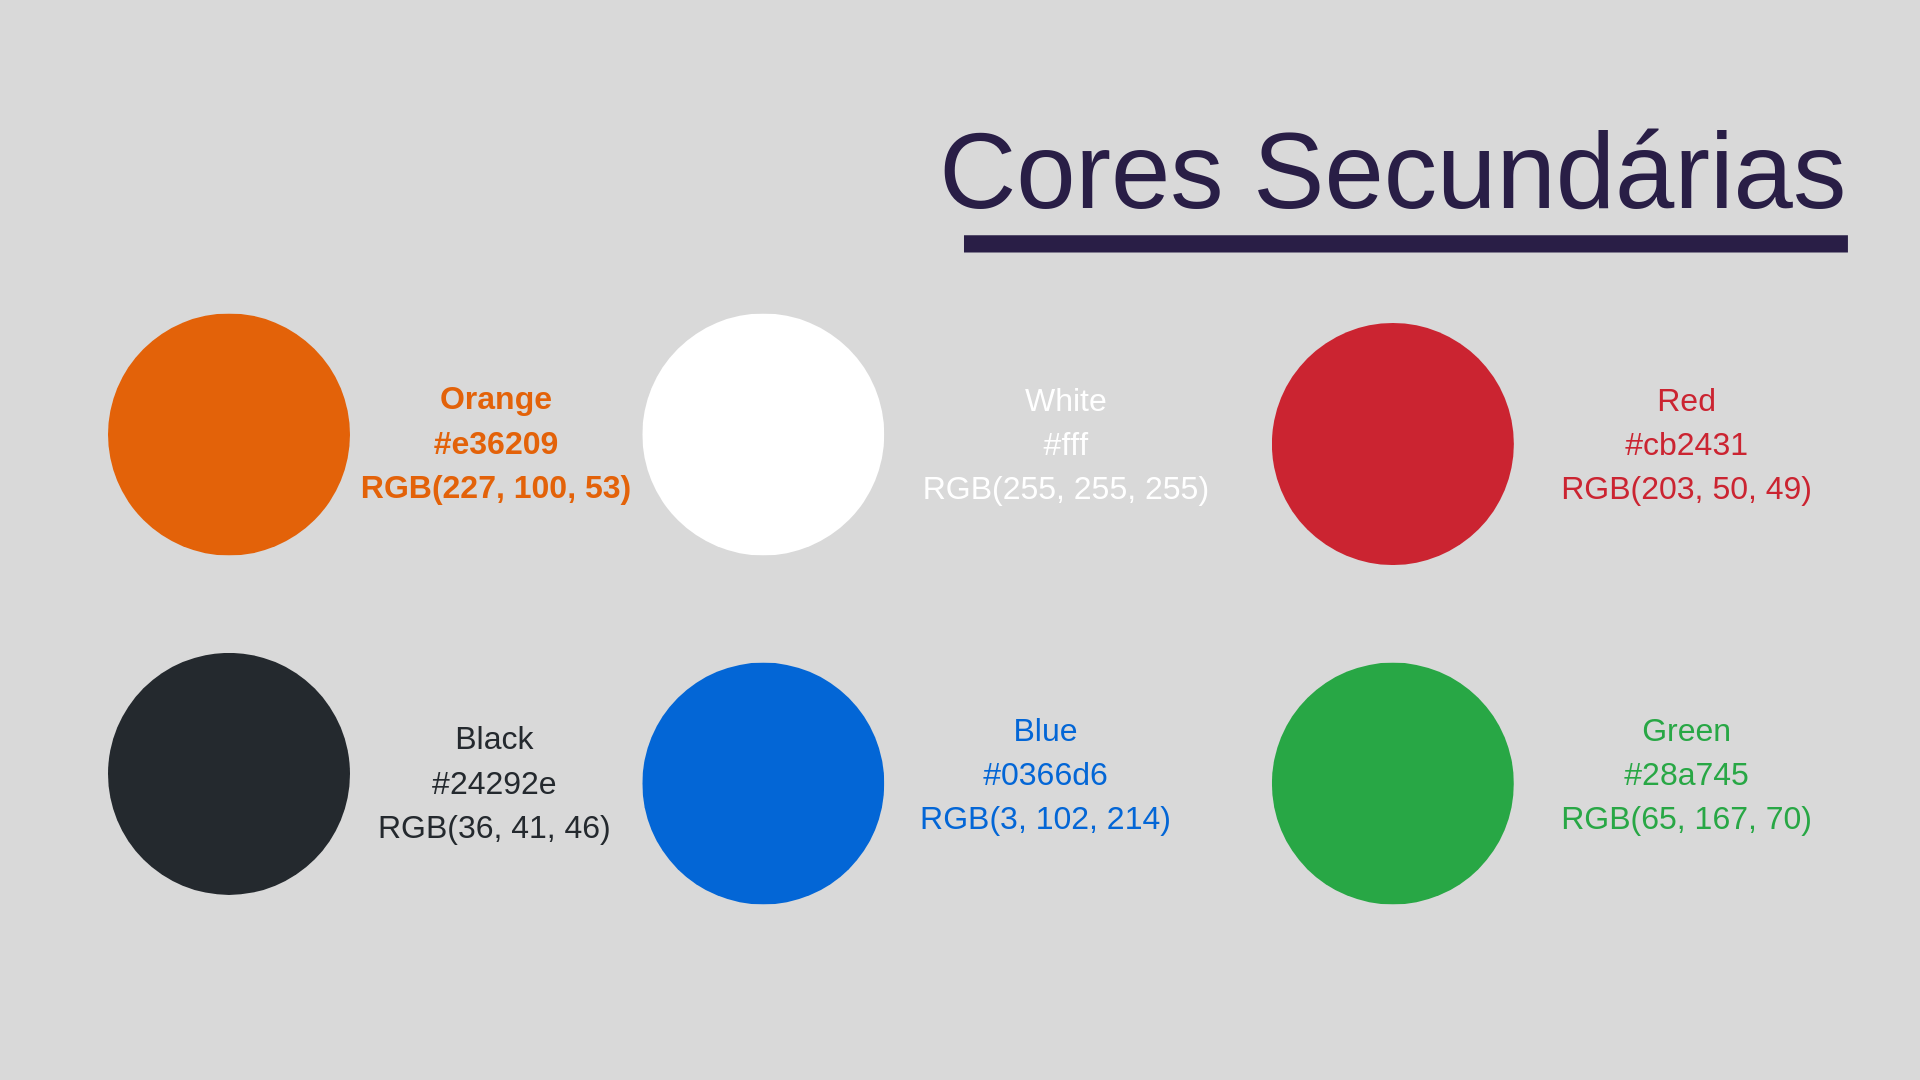 Cores Secundárias
Orange
#e36209
RGB(227, 100, 53)
White
#fff
RGB(255, 255, 255)
Red
#cb2431
RGB(203, 50, 49)
Black
#24292e
RGB(36, 41, 46)
Blue
#0366d6
RGB(3, 102, 214)
Green
#28a745
RGB(65, 167, 70)